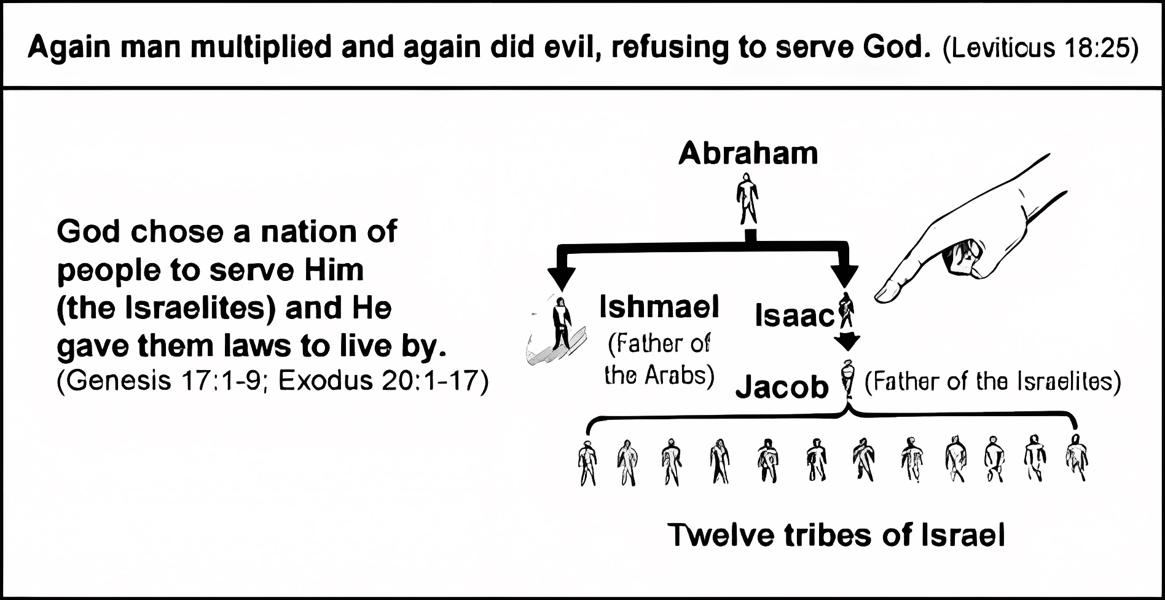 Again man multiplied and again did evil, refusing to serve God. (Leviticus 18:25)
God chose a nation of
people to serve Him
(the Israelites) and He
gave them laws to live by.
(Genesis 17:1-9; Exodus 20:1-17)
Abraham
Ishmael
(Father of
the Arabs)
Isaac
Jacob (Father of the Israelites)
Twelve tribes of Israel